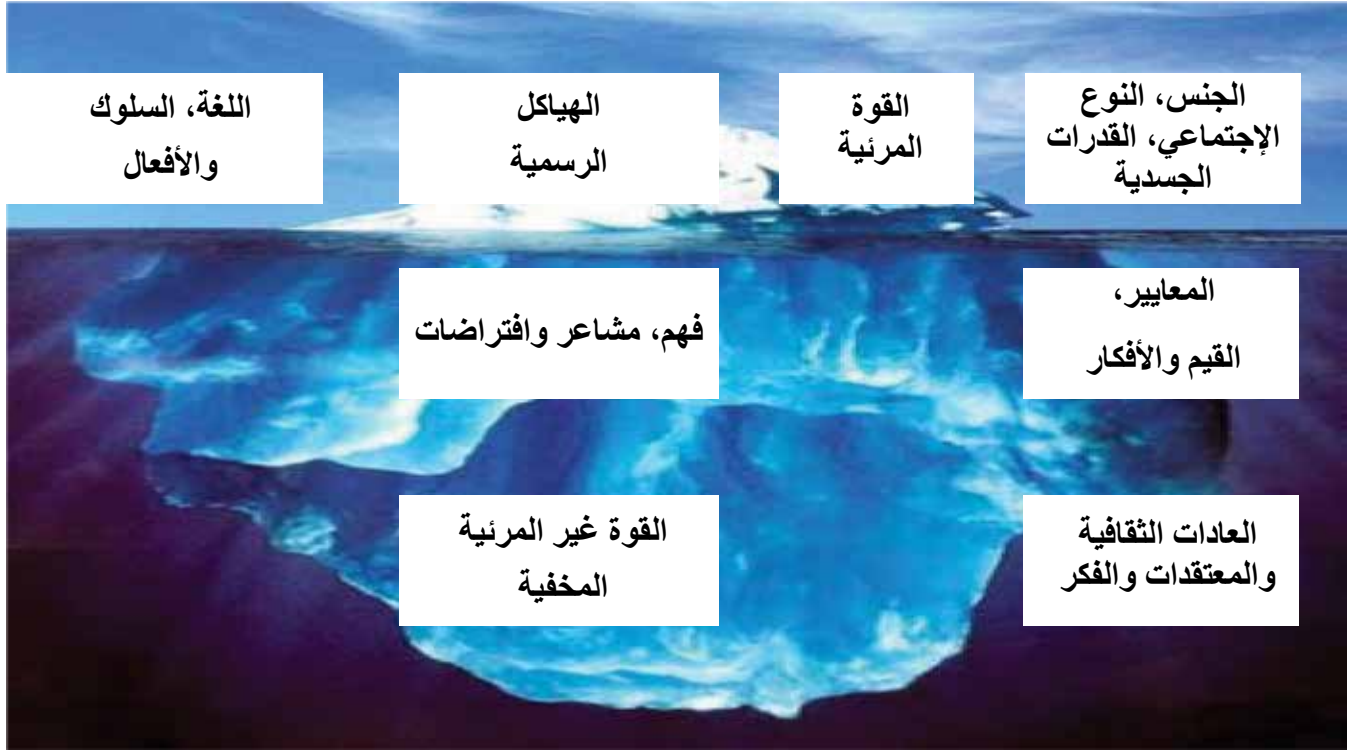 الجنس، النوع
الإجتماعي، القدرات
الجسدية
القوة
المرئية
الهياكل
الرسمية
اللغة، السلوك
والأفعال
المعايير،
القيم والأفكار
فهم، مشاعر وافتراضات
العادات الثقافية
والمعتقدات والفكر
القوة غير المرئية
المخفية